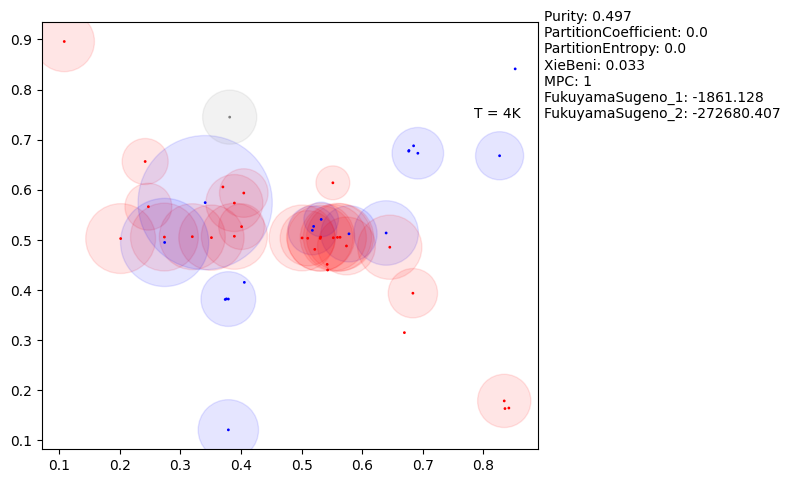 Purity: 0.497
PartitionCoefficient: 0.0
PartitionEntropy: 0.0
XieBeni: 0.033
MPC: 1
FukuyamaSugeno_1: -1861.128
FukuyamaSugeno_2: -272680.407
T = 4K
0.9
0.8
0.7
0.6
0.5
0.4
0.3
0.2
0.1
0.1 0.2 0.3 0.4 0.5 0.6 0.7 0.8